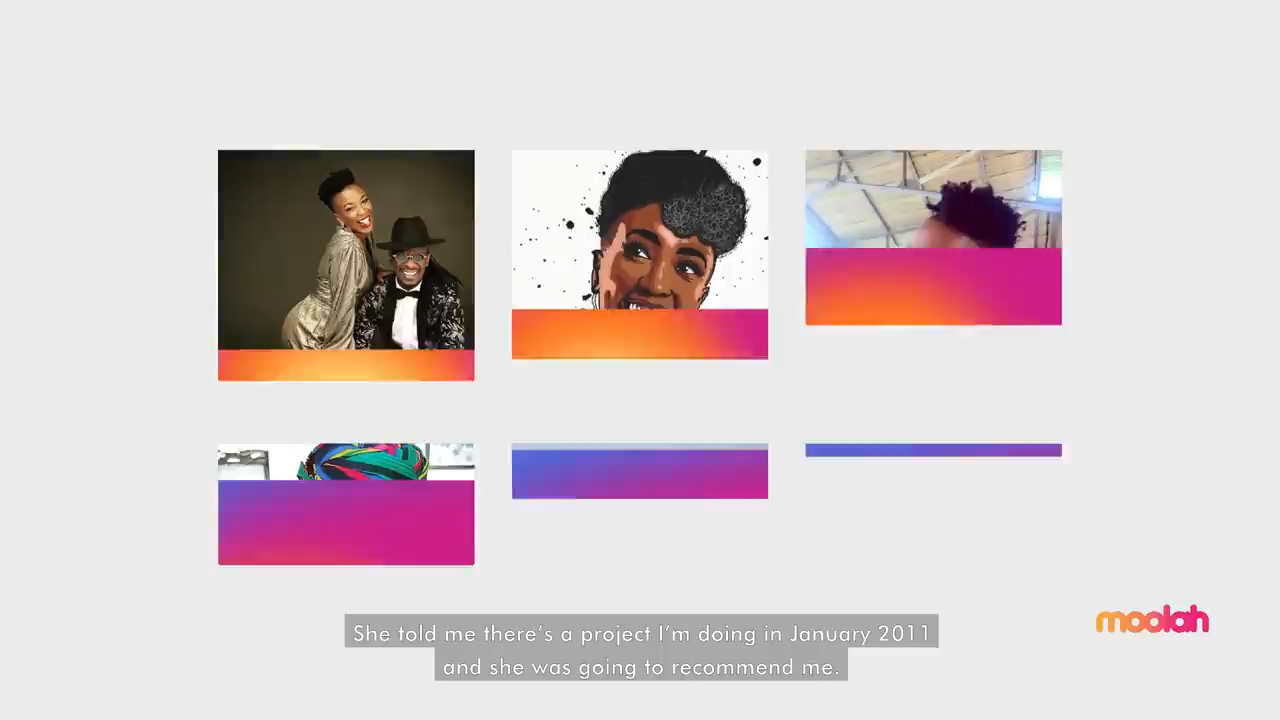 moolah
She told me there's a project I'm doing in January 2011
and she was going to recommend me.